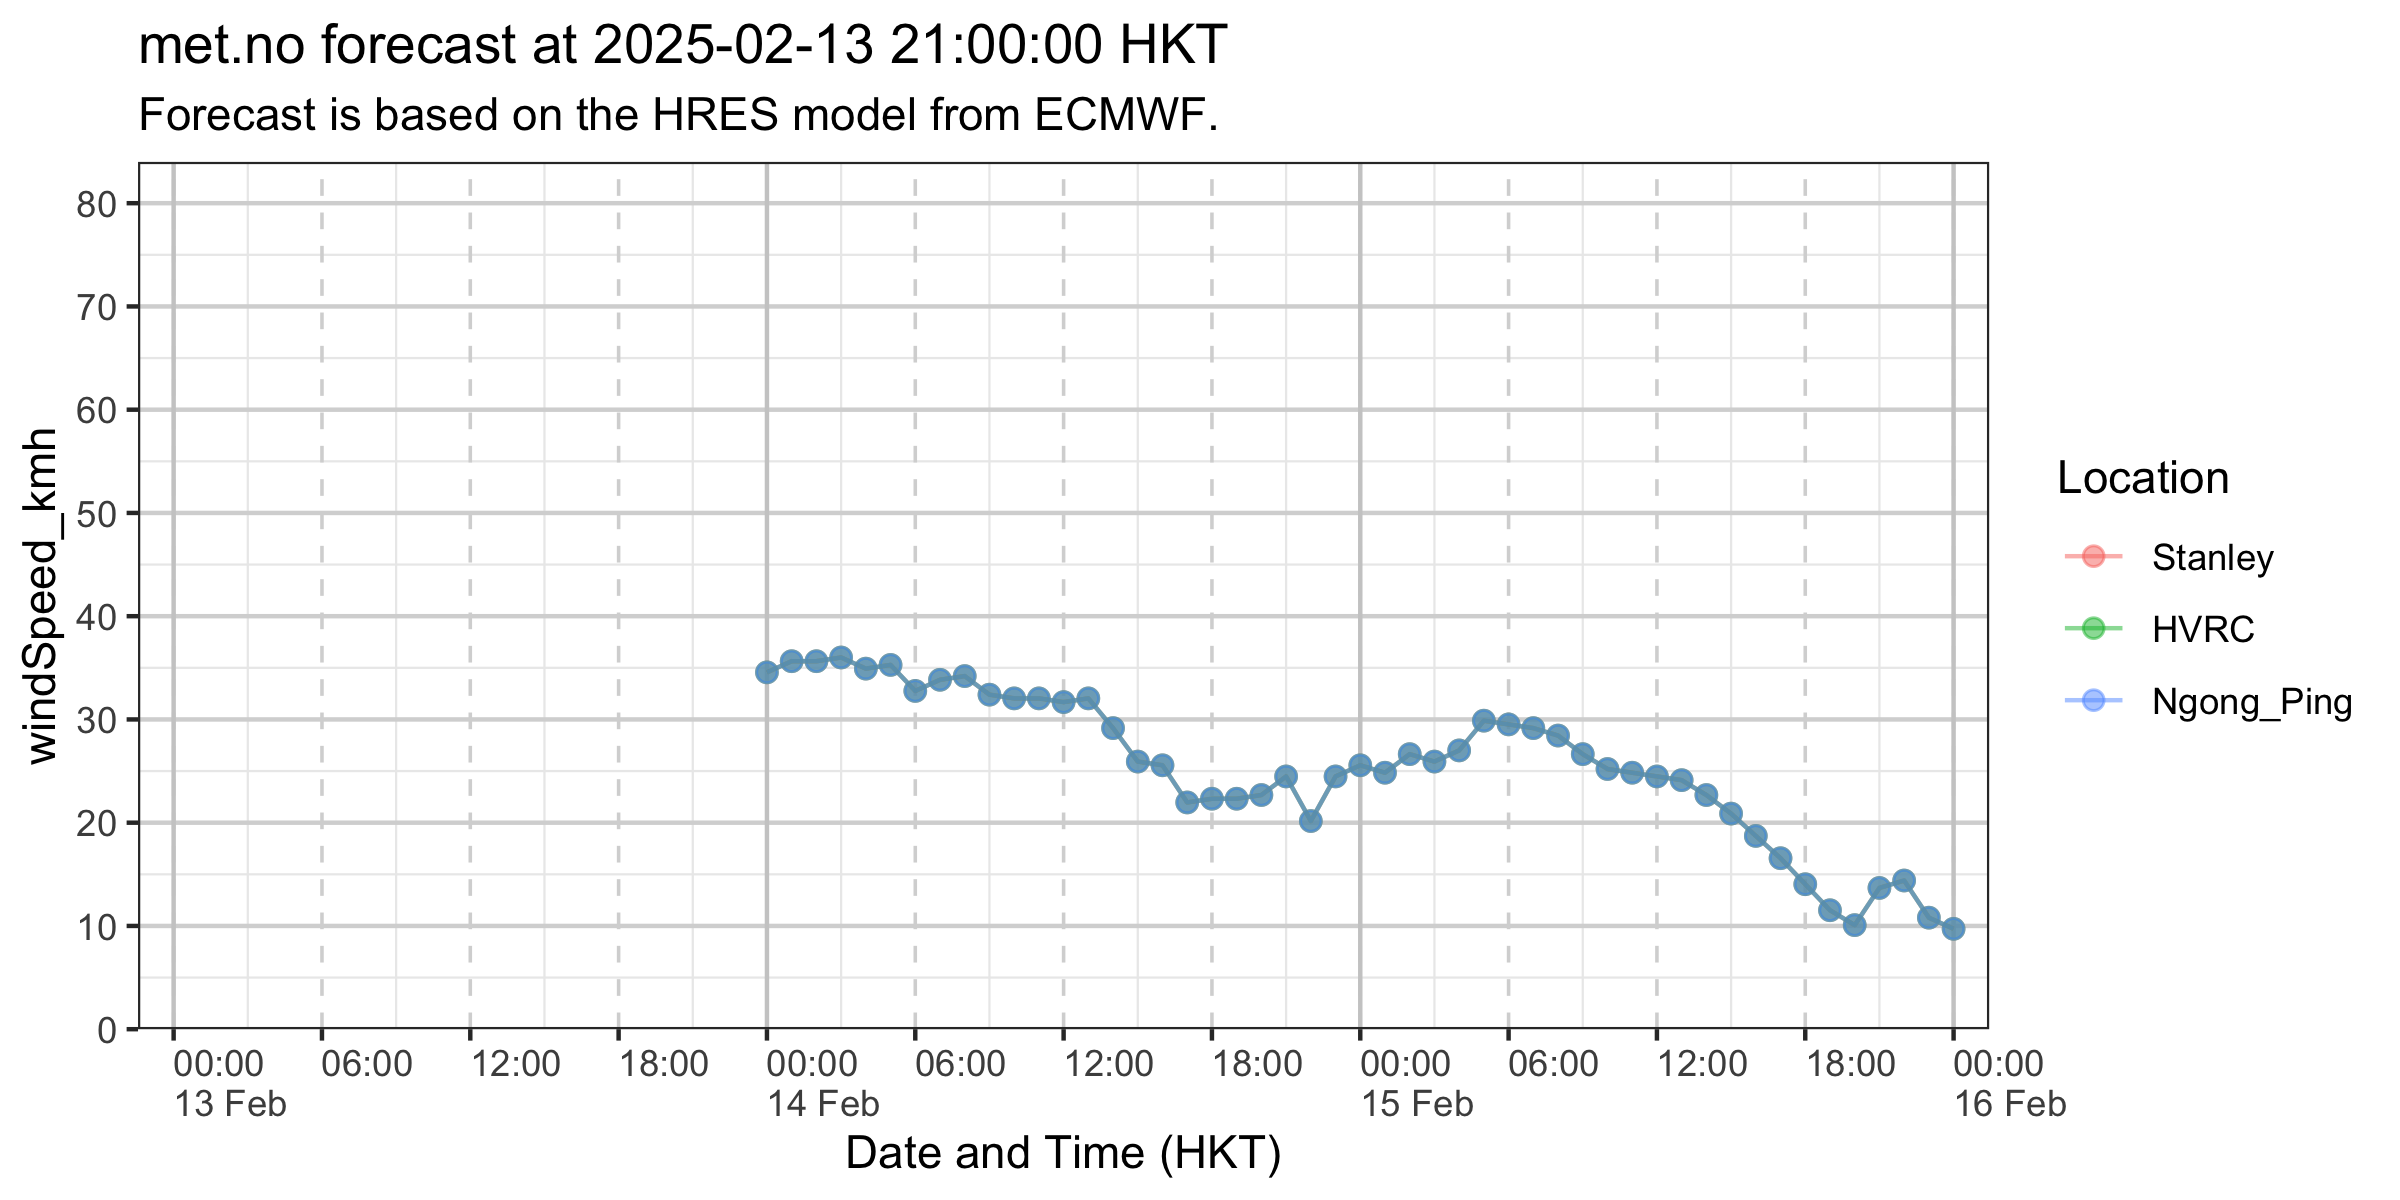 met.no forecast at 2025-02-13 21:00:00 HKT
Forecast is based on the HRES model from ECMWF.
windSpeed_kmh
80
70
60
50
40
30
20
10
0
00:00 06:00 12:00 18:00 00:00 06:00 12:00 18:00 00:00 06:00 12:00 18:00 00:00
13 Feb 14 Feb 15 Feb 16 Feb
Date and Time (HKT)
Location
Stanley
HVRC
Ngong_Ping